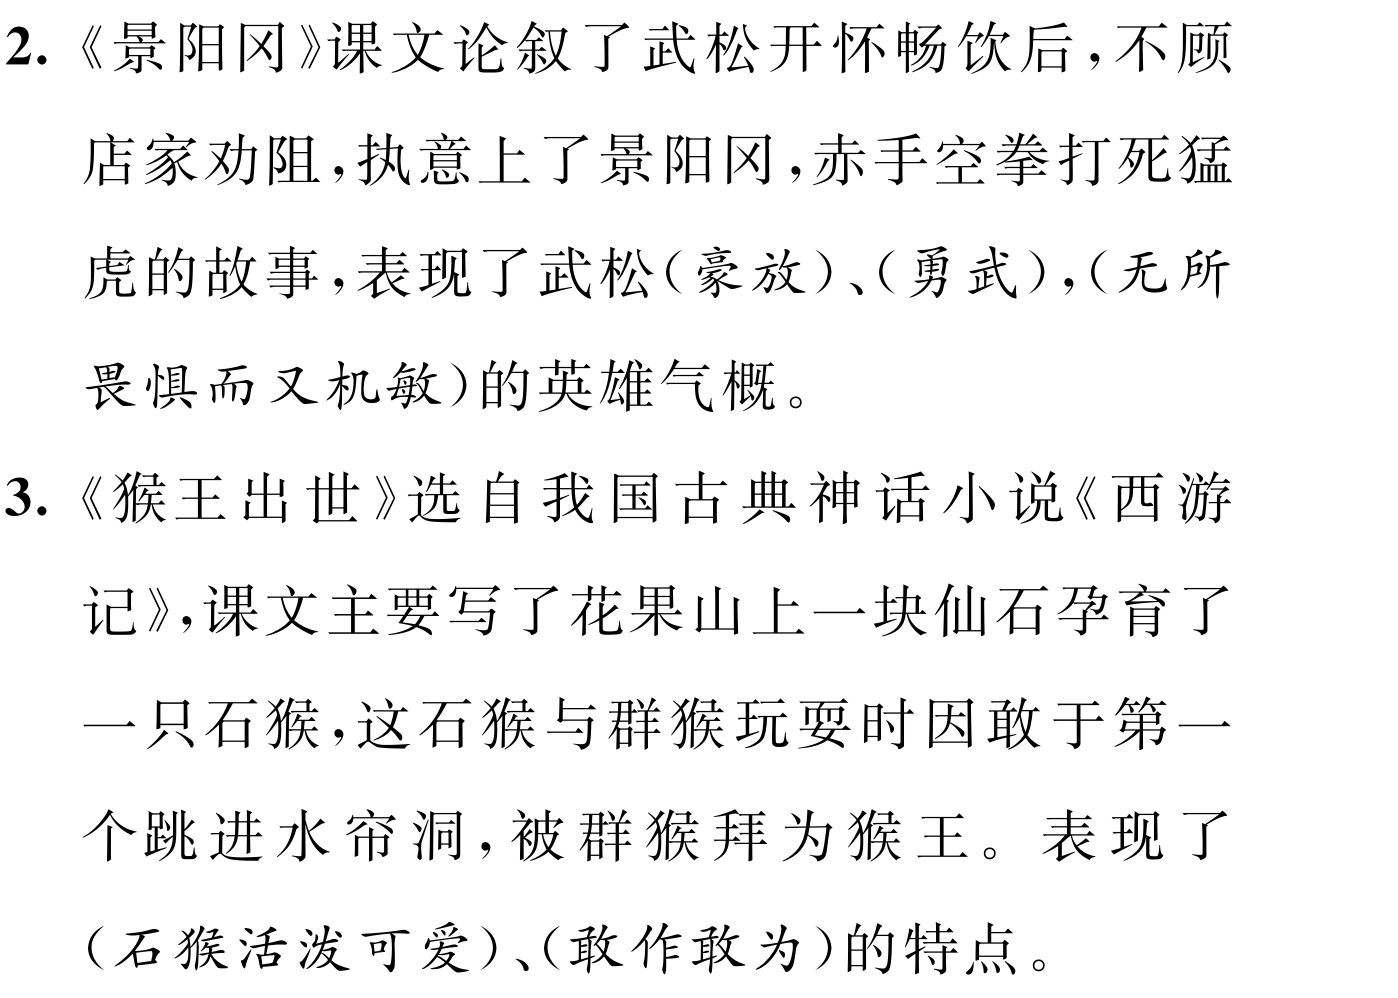 2.《景阳冈》课文论叙了武松开怀畅饮后,不顾
店家劝阻,执意上了景阳冈,赤手空拳打死猛
虎的故事,表现了武松(豪放)、(勇武),(无所
畏惧而又机敏)的英雄气概。
3.《猴王出世》选自我国古典神话小说《西游
记》,课文主要写了花果山上一块仙石孕育了
一只石猴,这石猴与群猴玩耍时因敢于第一
个跳进水帘洞,被群猴拜为猴王。表现了
(石猴活泼可爱)、(敢作敢为)的特点。